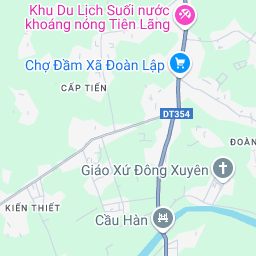 Khu Du Lịch Suối nước
khoáng nóng Tiên Lãng
Chợ Đầm Xã Đoàn Lập
CẤP TIẾN
DT354
ĐOÀN
Giáo Xứ Đông Xuyên
KIẾN THIẾT
Cầu Hàn